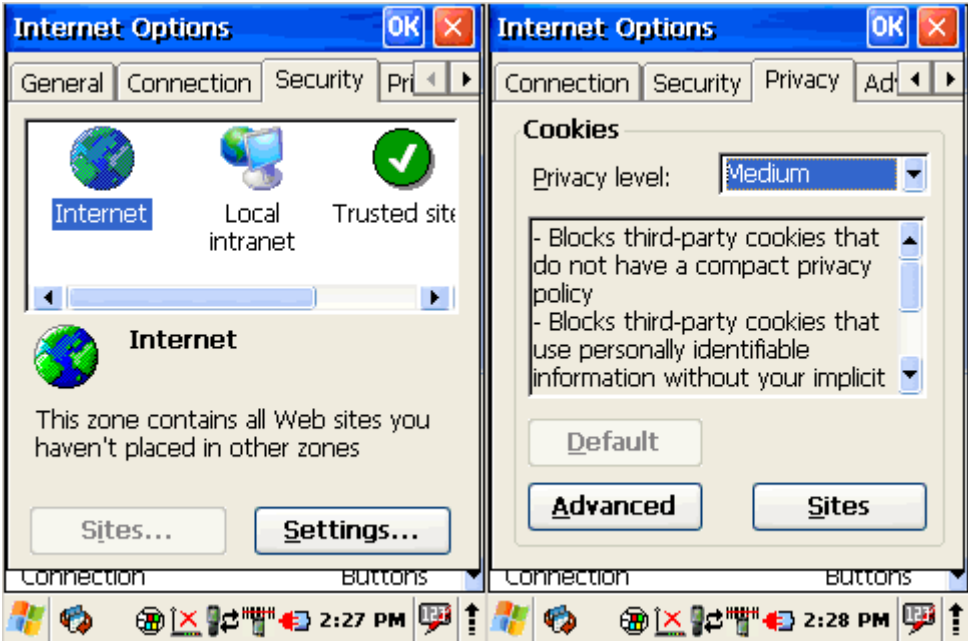 Internet Options OK
General Connection Security Pri
Internet
Local
intranet
Trusted site
Internet
This zone contains all Web sites you
haven't placed in other zones
Sites...
Settings...
Connection Buttons
2:27 PM
Internet Options OK
Connection Security Privacy Adv
Cookies
Privacy level: Medium
- Blocks third-party cookies that
do not have a compact privacy
policy
- Blocks third-party cookies that
use personally identifiable
information without your implicit
Default
Advanced
Sites
Connection Buttons
2:28 PM